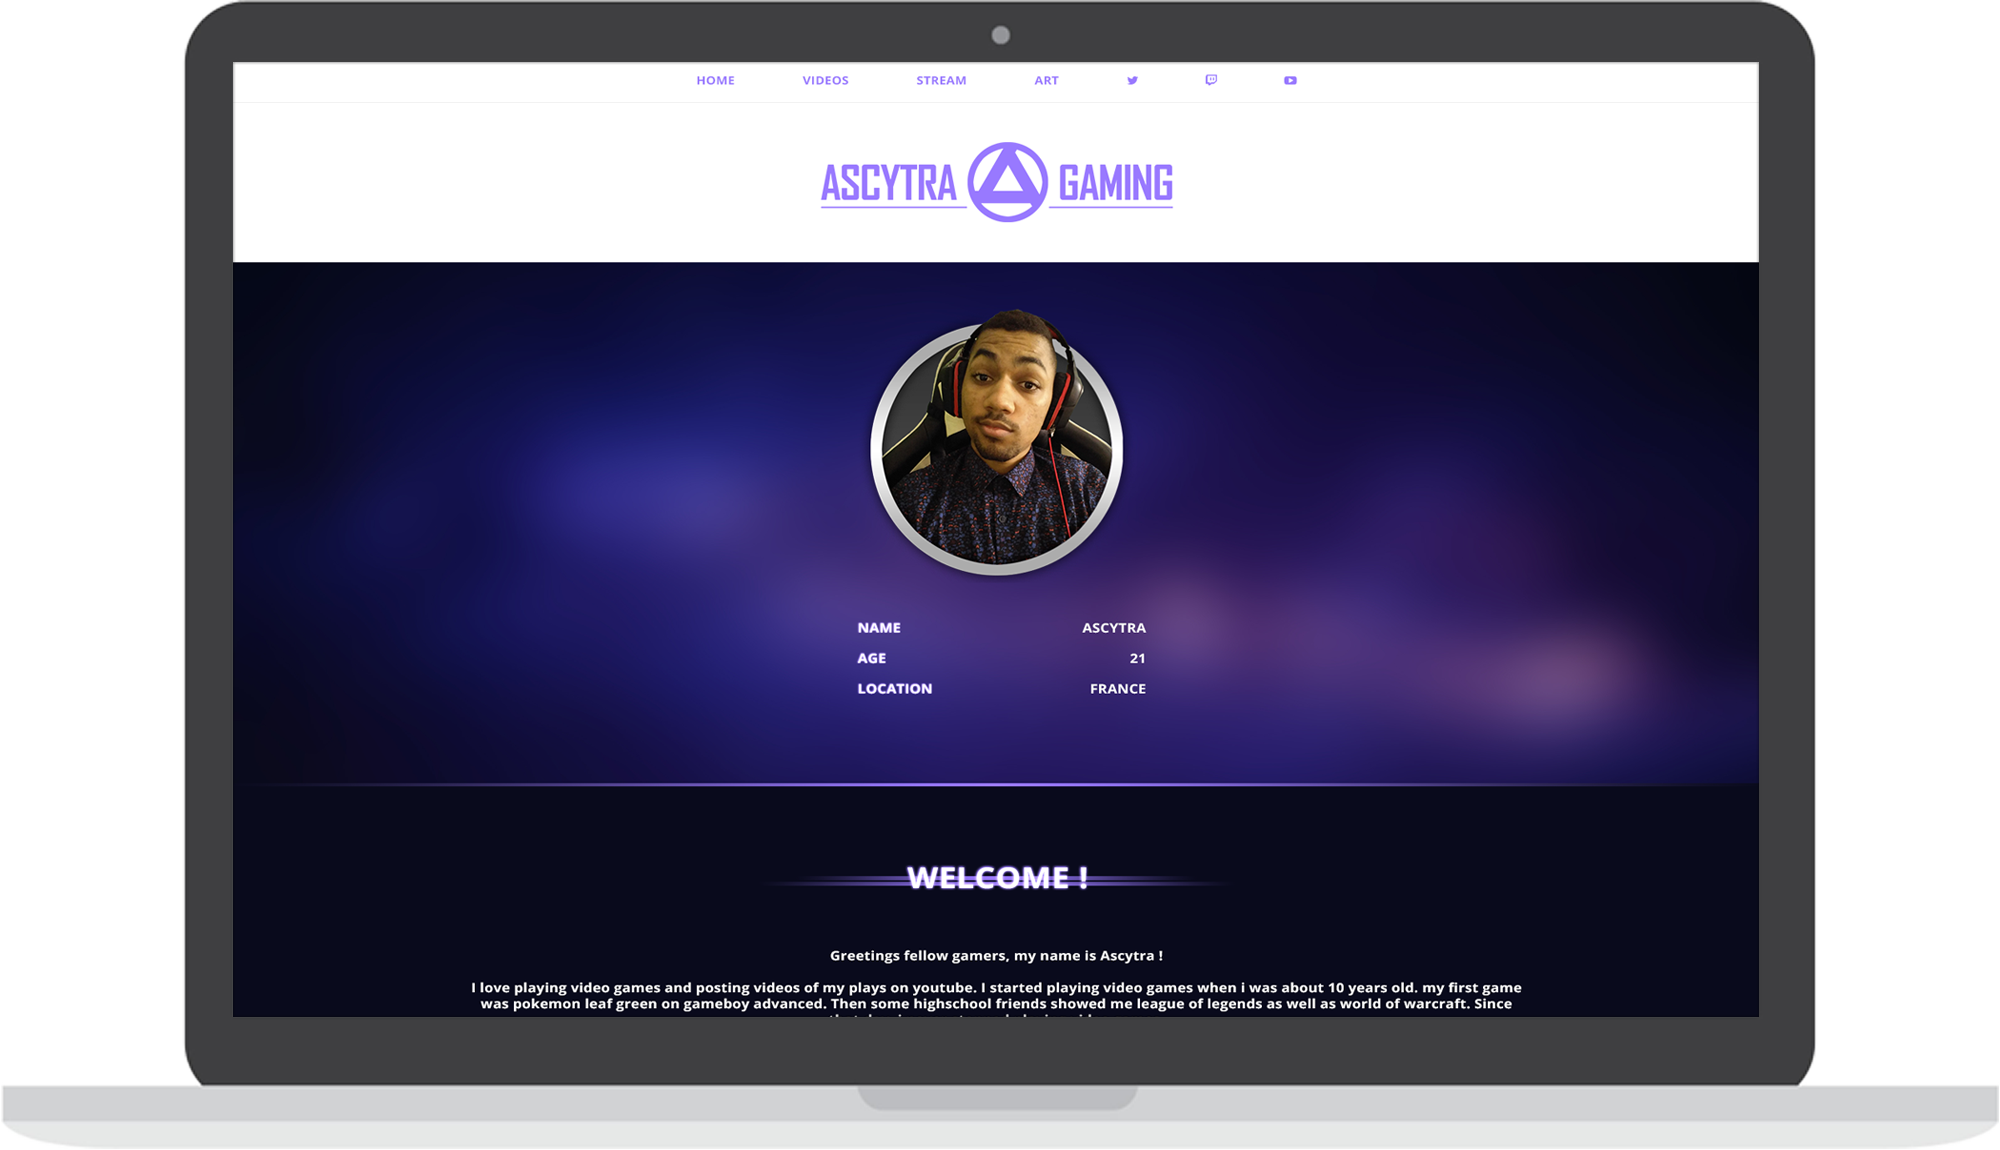 HOME VIDEOS STREAM ART
ASCYTRA GAMING
NAME ASCYTRA
AGE 21
LOCATION FRANCE
WELCOME !
Greetings fellow gamers, my name is Ascytra !
I love playing video games and posting videos of my plays on youtube. I started playing video games when i was about 10 years old. my first game
was pokemon leaf green on gameboy advanced. Then some highschool friends showed me league of legends as well as world of warcraft. Since